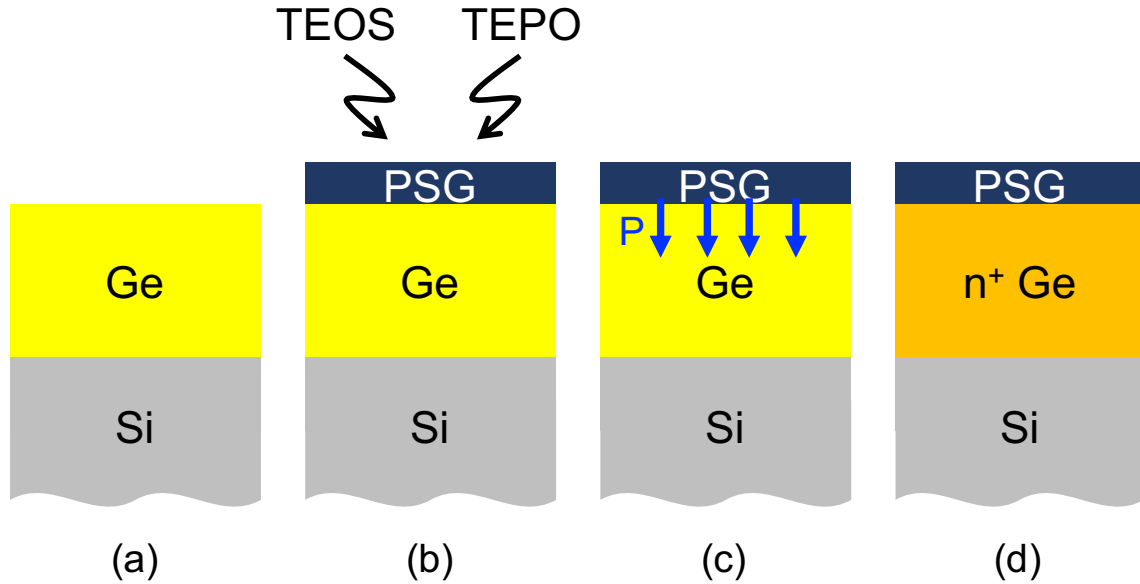 TEOS TEPO
PSG PSG PSG
P
Ge Ge Ge n⁺ Ge
Si Si Si Si
(a) (b) (c) (d)